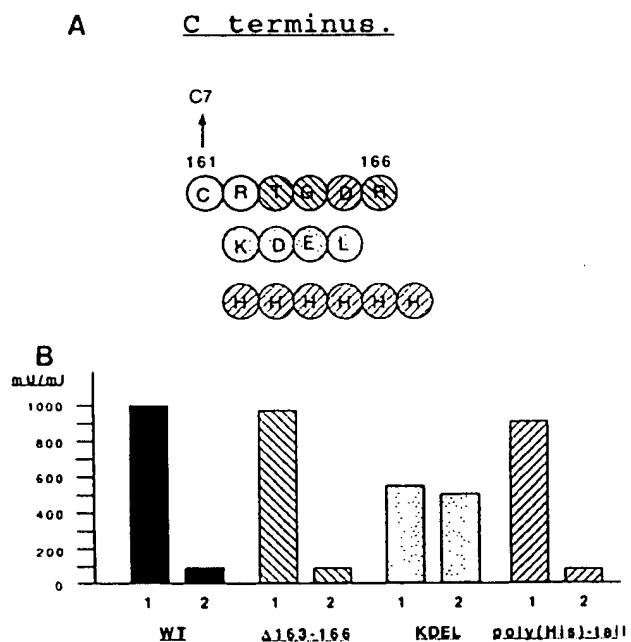 A C terminus.
C7
161 166
C R T G D R
K D E L
H H H H H H
B
mU/ml
1000
800
600
400
200
0
1 2 1 2 1 2 1 2
WT Δ163-166 KDEL poly(His)-tail